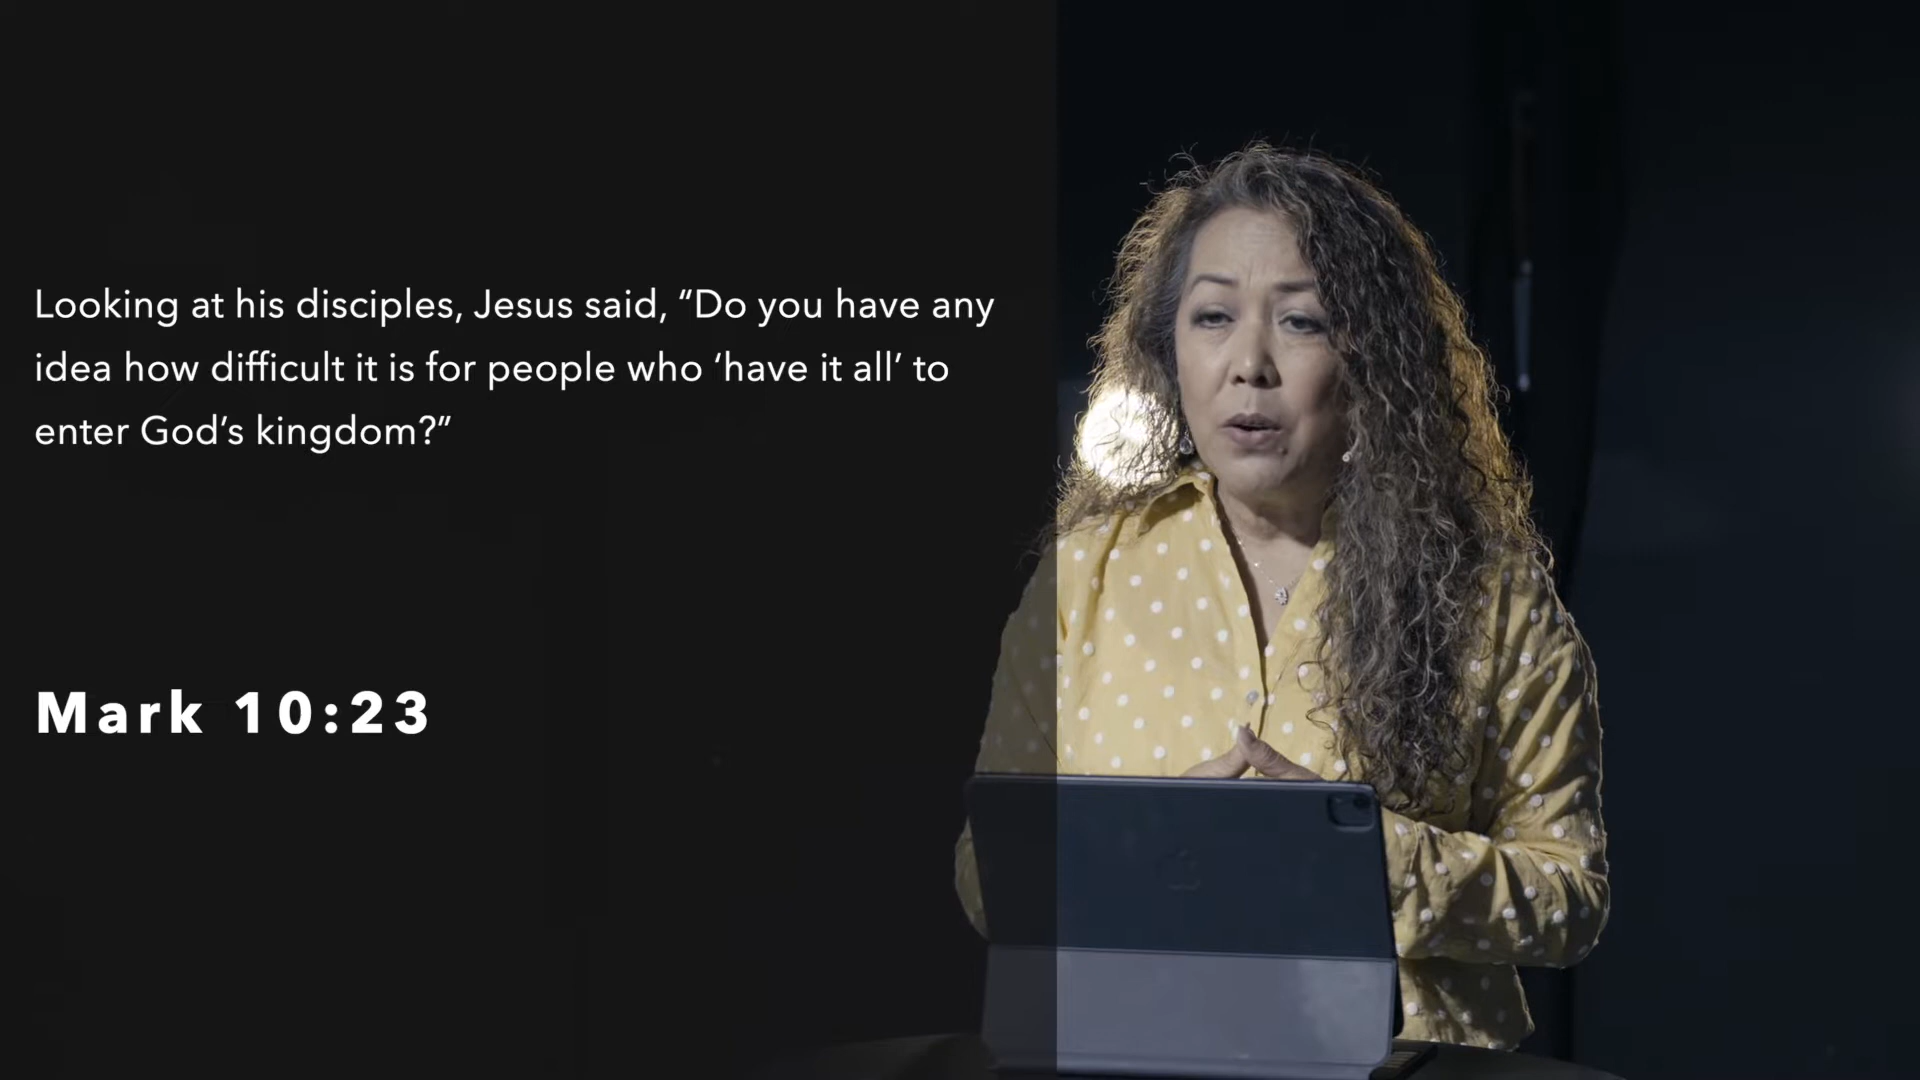 Looking at his disciples, Jesus said, “Do you have any
idea how difficult it is for people who ‘have it all’ to
enter God’s kingdom?”
Mark 10:23